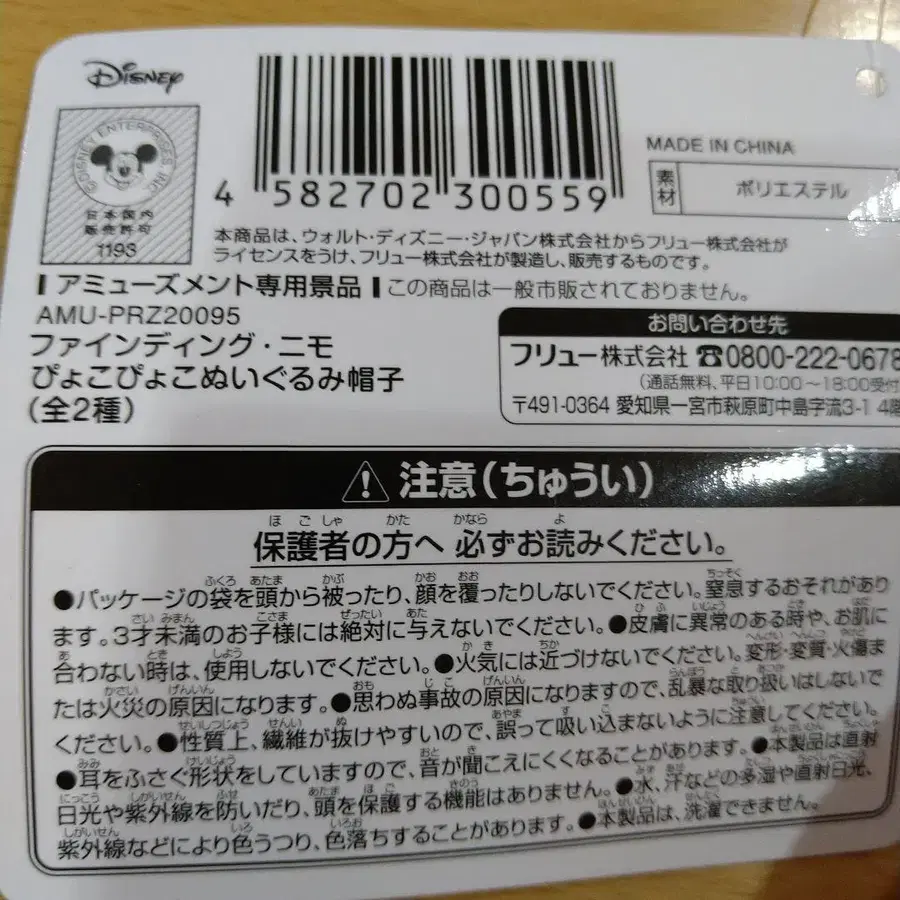 Disney
©DISNEY ENTERPRISES INC
日本国内
販売許可
1193
4 582702 300559
MADE IN CHINA
素材 ポリエステル
本商品は、ウォルト・ディズニー・ジャパン株式会社からフリュー株式会社が
ライセンスをうけ、フリュー株式会社が製造し、販売するものです。
アミューズメント専用景品 この商品は一般市販されておりません。
AMU-PRZ20095
ファインディング・ニモ
ぴょこぴょこぬいぐるみ帽子
(全2種)
お問い合わせ先
フリュー株式会社 ☎0800-222-0678
(通話無料、平日10:00〜18:00受付
〒491-0364 愛知県一宮市萩原町中島字流3-1 4階
注意(ちゅうい)
保護者の方へ 必ずお読みください。
●パッケージの袋を頭から被ったり、顔を覆ったりしないでください。窒息するおそれがあり
ます。3才未満のお子様には絶対に与えないでください。●皮膚に異常のある時や、お肌に
合わない時は、使用しないでください。●火気には近づけないでください。変形・変質・火傷ま
たは火災の原因になります。●思わぬ事故の原因になりますので、乱暴な取り扱いはしないで
ください。●性質上、繊維が抜けやすいので、誤って吸い込まないように注意してください。
●耳をふさぐ形状をしていますので、音が聞こえにくくなることがあります。●本製品は直射
日光や紫外線を防いだり、頭を保護する機能はありません。●水、汗などの多湿や直射日光、
紫外線などにより色うつり、色落ちすることがあります。●本製品は、洗濯できません。